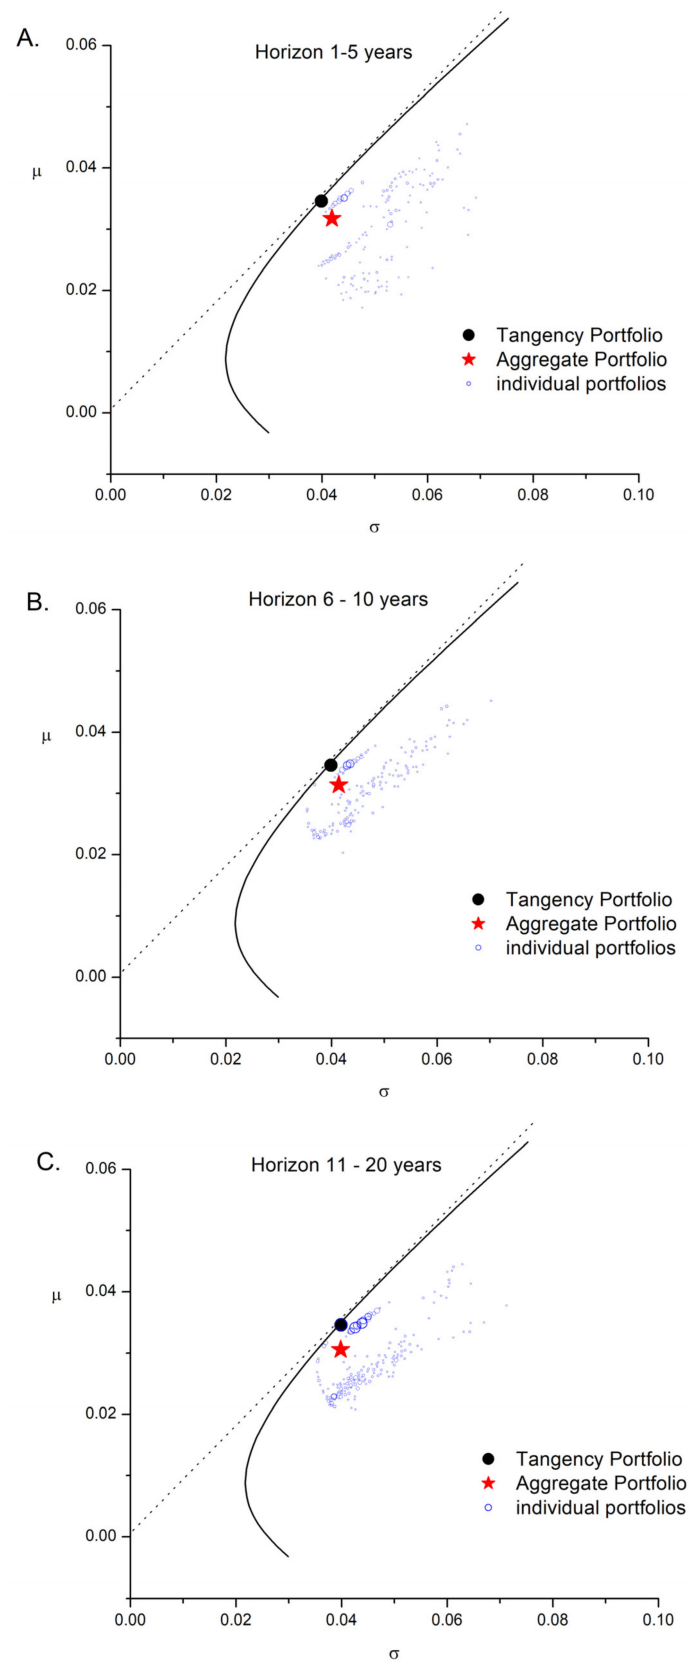 A.
Horizon 1-5 years
0.06
0.04
μ
0.02
0.00
Tangency Portfolio
Aggregate Portfolio
individual portfolios
0.00 0.02 0.04 0.06 0.08 0.10
σ
B.
Horizon 6 - 10 years
0.06
0.04
μ
0.02
0.00
Tangency Portfolio
Aggregate Portfolio
individual portfolios
0.00 0.02 0.04 0.06 0.08 0.10
σ
C.
Horizon 11 - 20 years
0.06
0.04
μ
0.02
0.00
Tangency Portfolio
Aggregate Portfolio
individual portfolios
0.00 0.02 0.04 0.06 0.08 0.10
σ